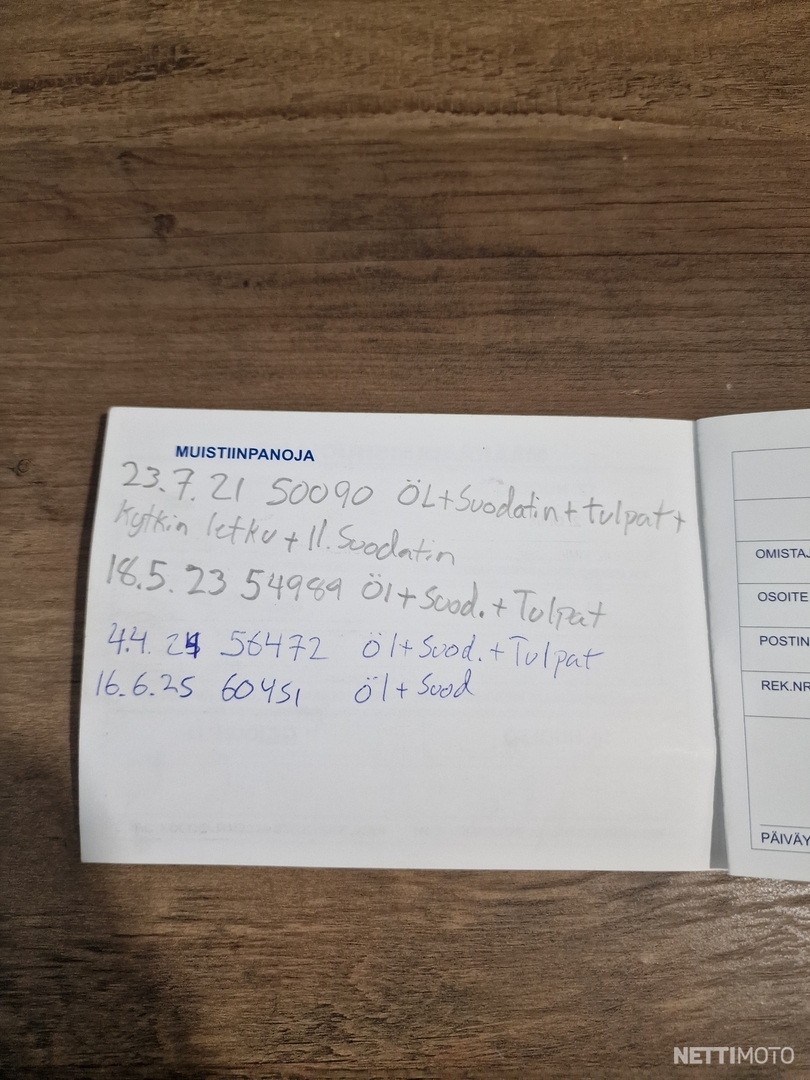 MUISTIINPANOJA
23.7.21 50090 ÖL+Suodatin+tulpat+
Kytkin letku + Il. Suodatin
18.5.23 54989 Öl+Suod.+Tulpat
4.4.24 56472 öl+Suod.+Tulpat
16.6.25 60451 öl+Suod
OMISTAJ
OSOITE
POSTIN
REK.NR
PÄIVÄY
NETTIMOTO